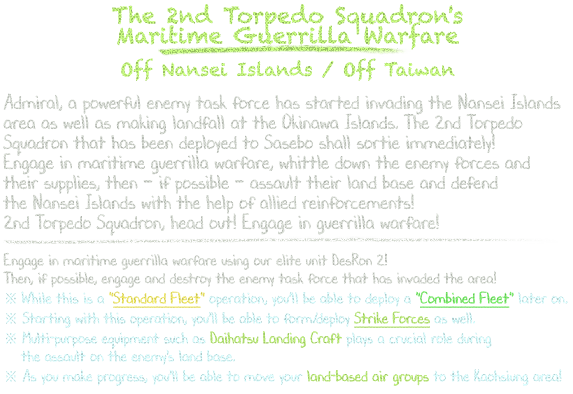 The 2nd Torpedo Squadron's
Maritime Guerrilla Warfare
Off Nansei Islands / Off Taiwan
Admiral, a powerful enemy task force has started invading the Nansei Islands
area as well as making landfall at the Okinawa Islands. The 2nd Torpedo
Squadron that has been deployed to Sasebo shall sortie immediately!
Engage in maritime guerrilla warfare, whittle down the enemy forces and
their supplies, then - if possible - assault their land base and defend
the Nansei Islands with the help of allied reinforcements!
2nd Torpedo Squadron, head out! Engage in guerrilla warfare!
Engage in maritime guerrilla warfare using our elite unit DesRon 2!
Then, if possible, engage and destroy the enemy task force that has invaded the area!
※ While this is a "Standard Fleet" operation, you'll be able to deploy a "Combined Fleet" later on.
※ Starting with this operation, you'll be able to form/deploy Strike Forces as well.
※ Multi-purpose equipment such as Daihatsu Landing Craft plays a crucial role during
the assault on the enemy's land base.
※ As you make progress, you'll be able to move your land-based air groups to the Kaohsiung area!